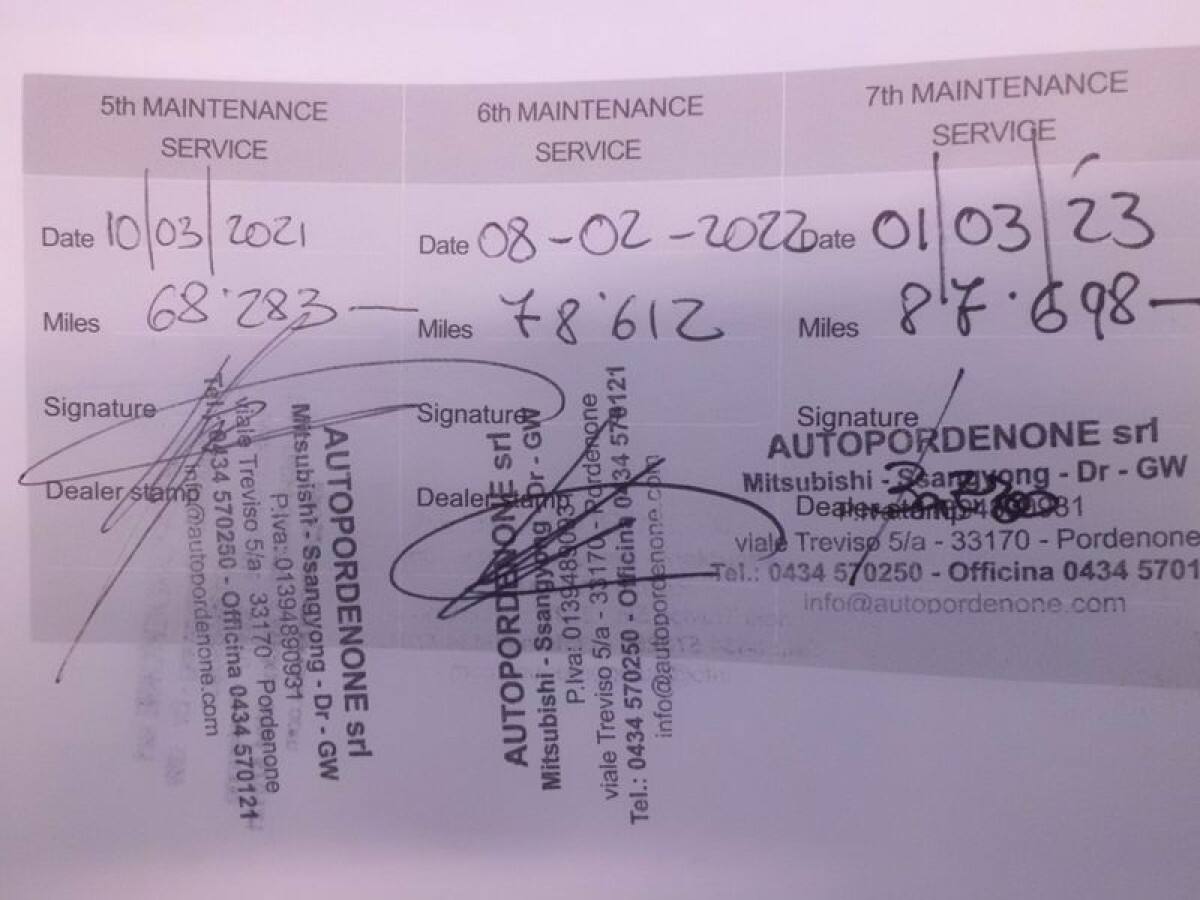 5th MAINTENANCE
SERVICE
Date 10/03/2021
Miles 68.283-
Signature
Dealer stamp
AUTOPORDENONE srl
Mitsubishi - Ssangyong - Dr - GW
P.Iva:01394890931
viale Treviso 5/a - 33170 - Pordenone
Tel.: 0434 570250 - Officina 0434 570121
info@autopordenone.com
6th MAINTENANCE
SERVICE
Date 08-02-2022
Miles 78.612
Signature
Dealer stamp
AUTOPORDENONE srl
Mitsubishi - Ssangyong - Dr - GW
P.Iva:01394890931
viale Treviso 5/a - 33170 - Pordenone
Tel.: 0434 570250 - Officina 0434 570121
info@autopordenone.com
7th MAINTENANCE
SERVICE
Date 01/03/23
Miles 87.698-
Signature
AUTOPORDENONE srl
Mitsubishi - Ssangyong - Dr - GW
Dealer stamp
viale Treviso 5/a - 33170 - Pordenone
Tel.: 0434 570250 - Officina 0434 5701
info@autopordenone.com